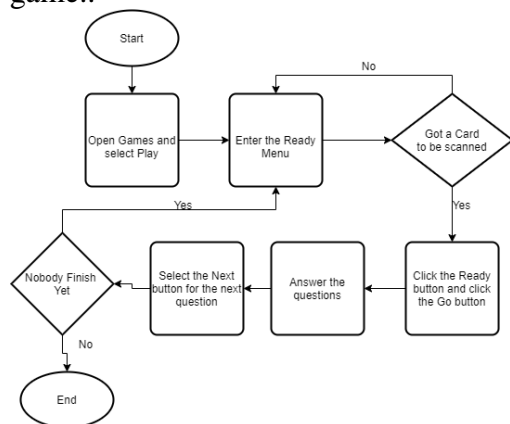 game..
Start
No
Open Games and
select Play
Enter the Ready
Menu
Got a Card
to be scanned
Yes
Yes
Nobody Finish
Yet
Select the Next
button for the next
question
Answer the
questions
Click the Ready
button and click
the Go button
No
End